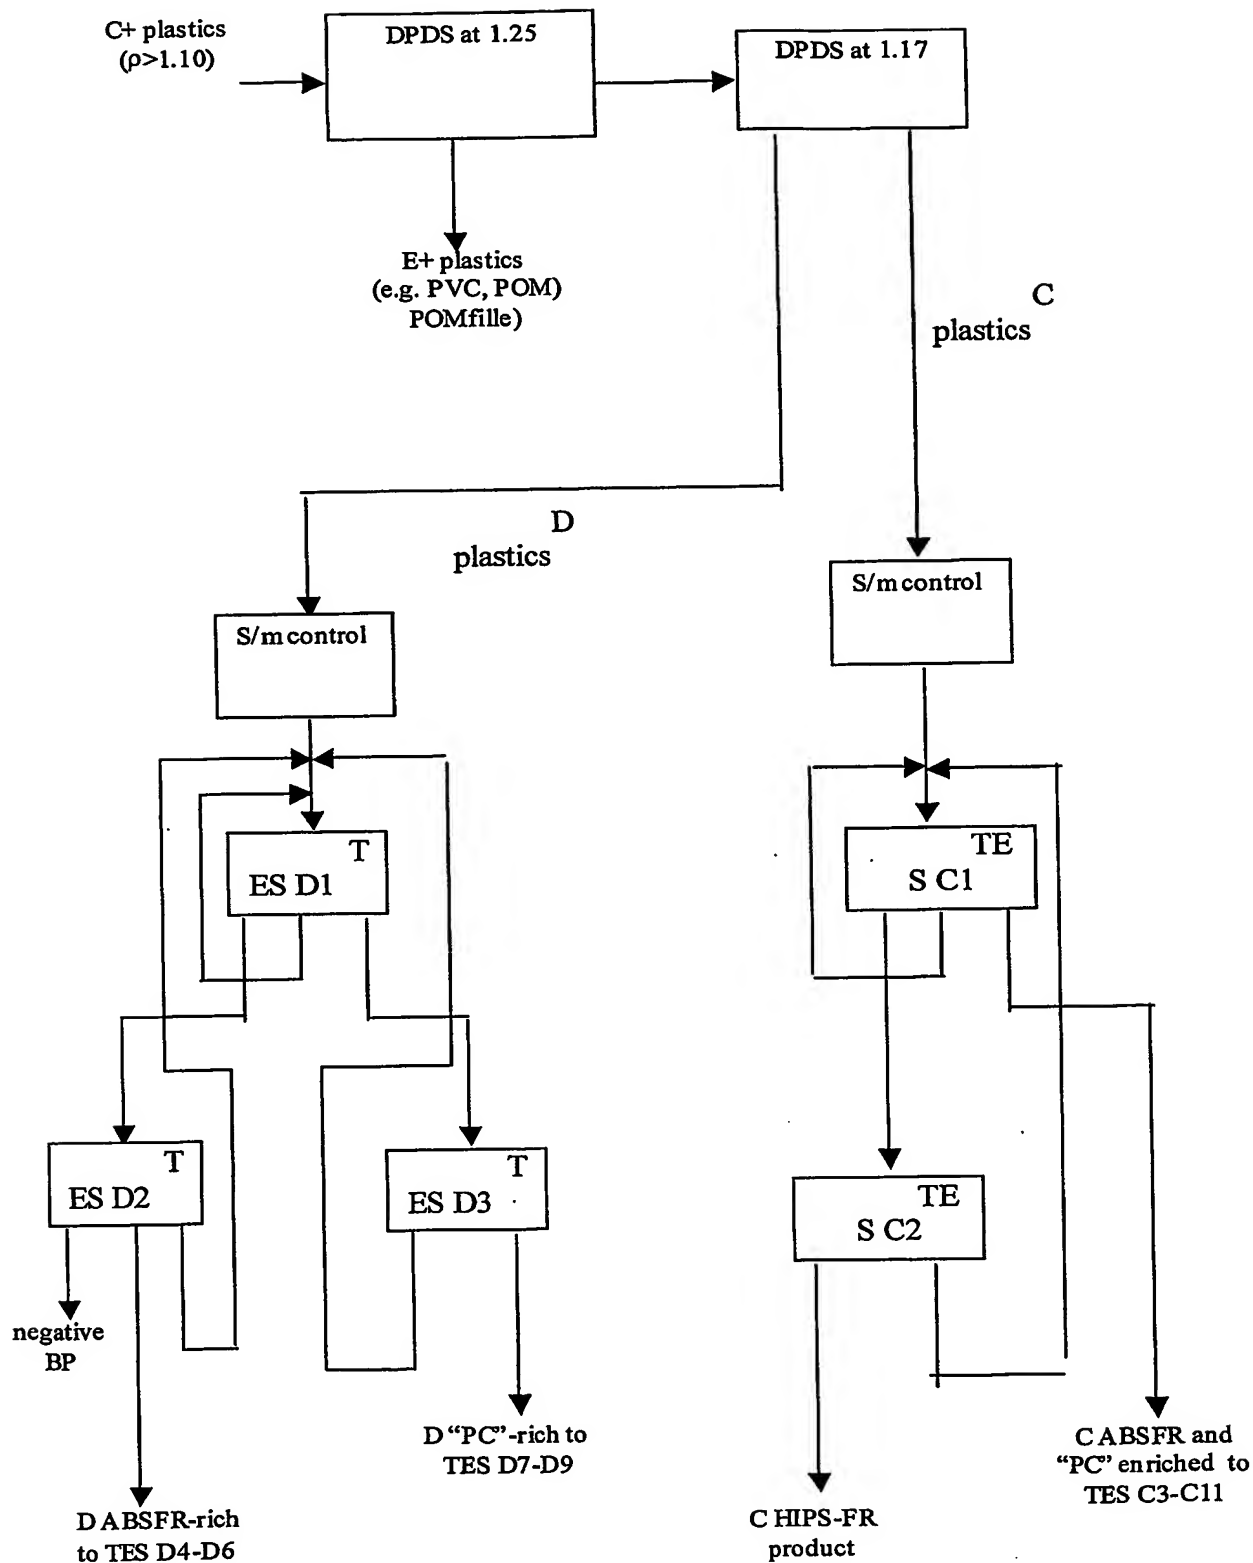 C+ plastics
(ρ>1.10)
DPDS at 1.25
DPDS at 1.17
E+ plastics
(e.g. PVC, POM)
POMfille)
C
plastics
D
plastics
S/m control
S/m control
T
ES D1
TE
S C1
T
ES D2
T
ES D3
TE
S C2
negative
BP
D "PC"-rich to
TES D7-D9
C ABSFR and
"PC" enriched to
TES C3-C11
D ABSFR-rich
to TES D4-D6
C HIPS-FR
product